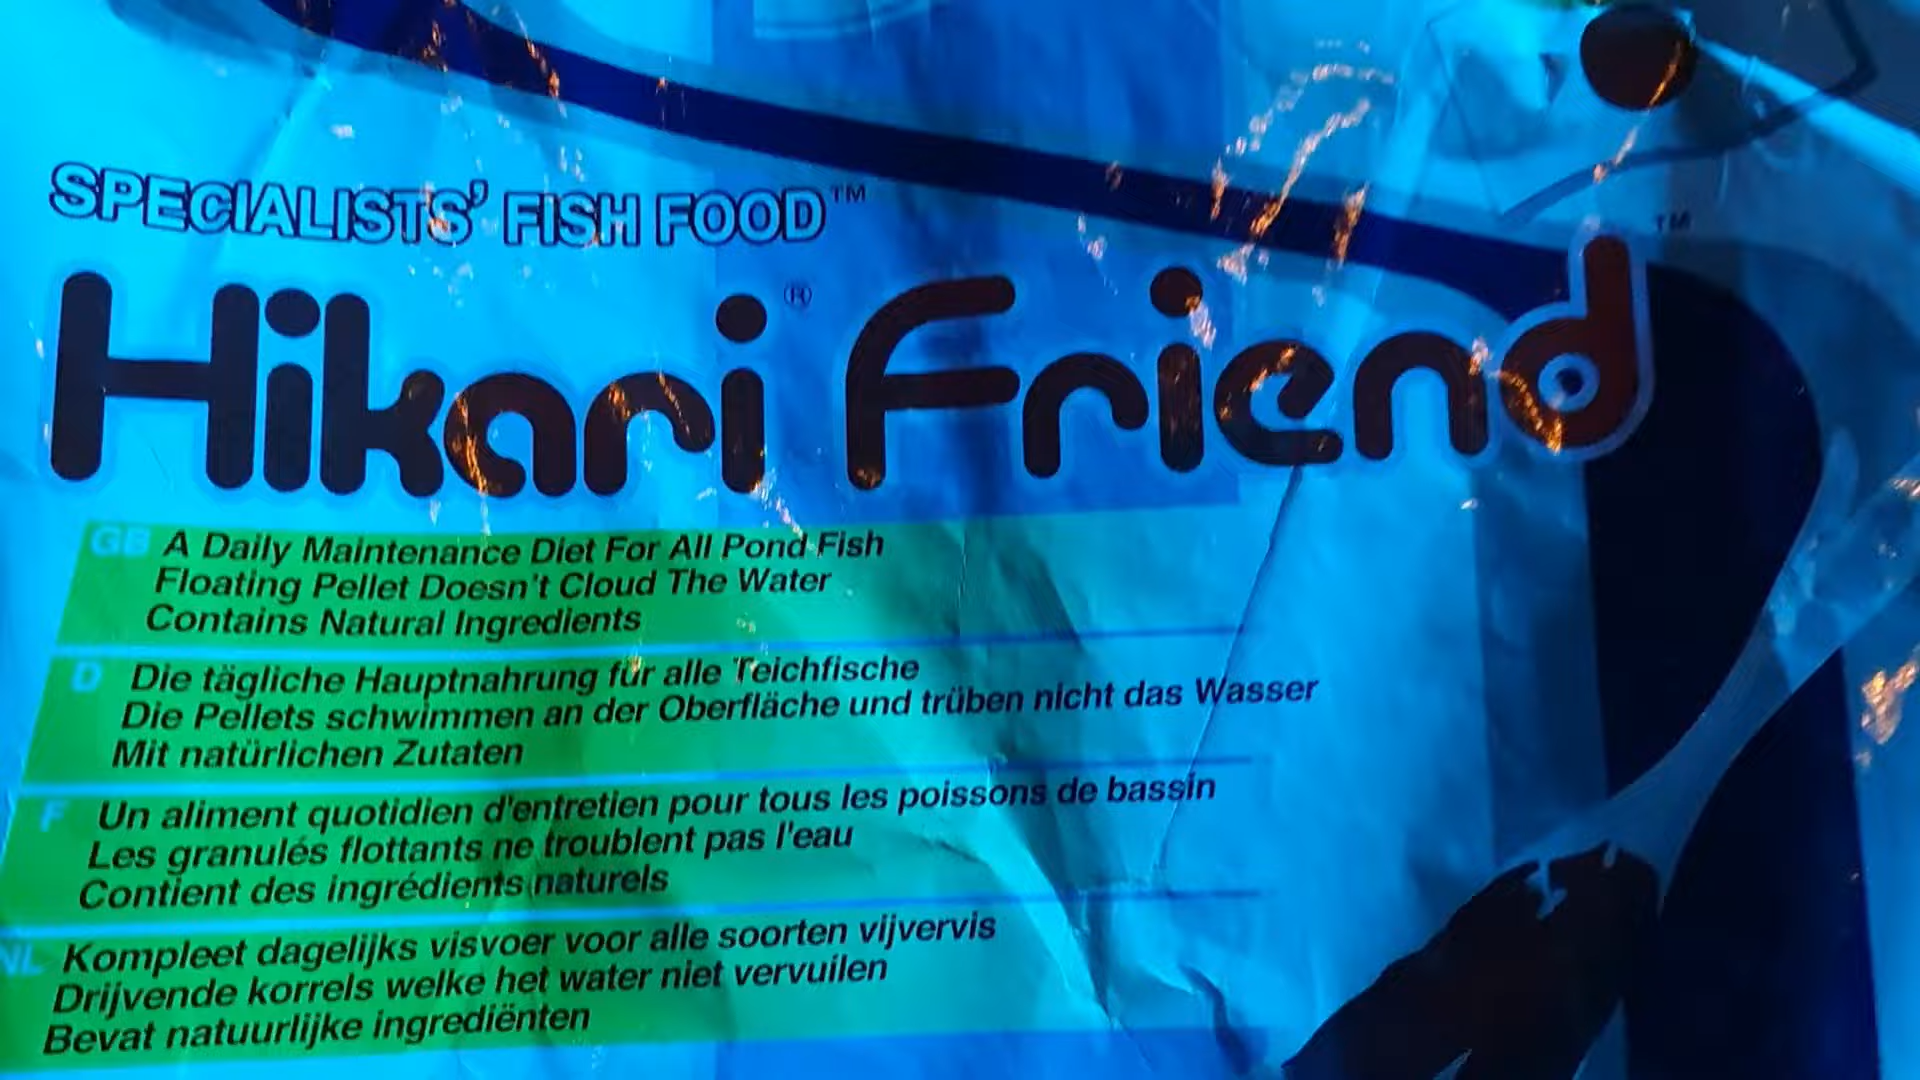 SPECIALISTS' FISH FOOD™
Hikari® Friend™
GB A Daily Maintenance Diet For All Pond Fish
Floating Pellet Doesn't Cloud The Water
Contains Natural Ingredients
D Die tägliche Hauptnahrung für alle Teichfische
Die Pellets schwimmen an der Oberfläche und trüben nicht das Wasser
Mit natürlichen Zutaten
F Un aliment quotidien d'entretien pour tous les poissons de bassin
Les granulés flottants ne troublent pas l'eau
Contient des ingrédients naturels
NL Kompleet dagelijks visvoer voor alle soorten vijvervis
Drijvende korrels welke het water niet vervuilen
Bevat natuurlijke ingrediënten